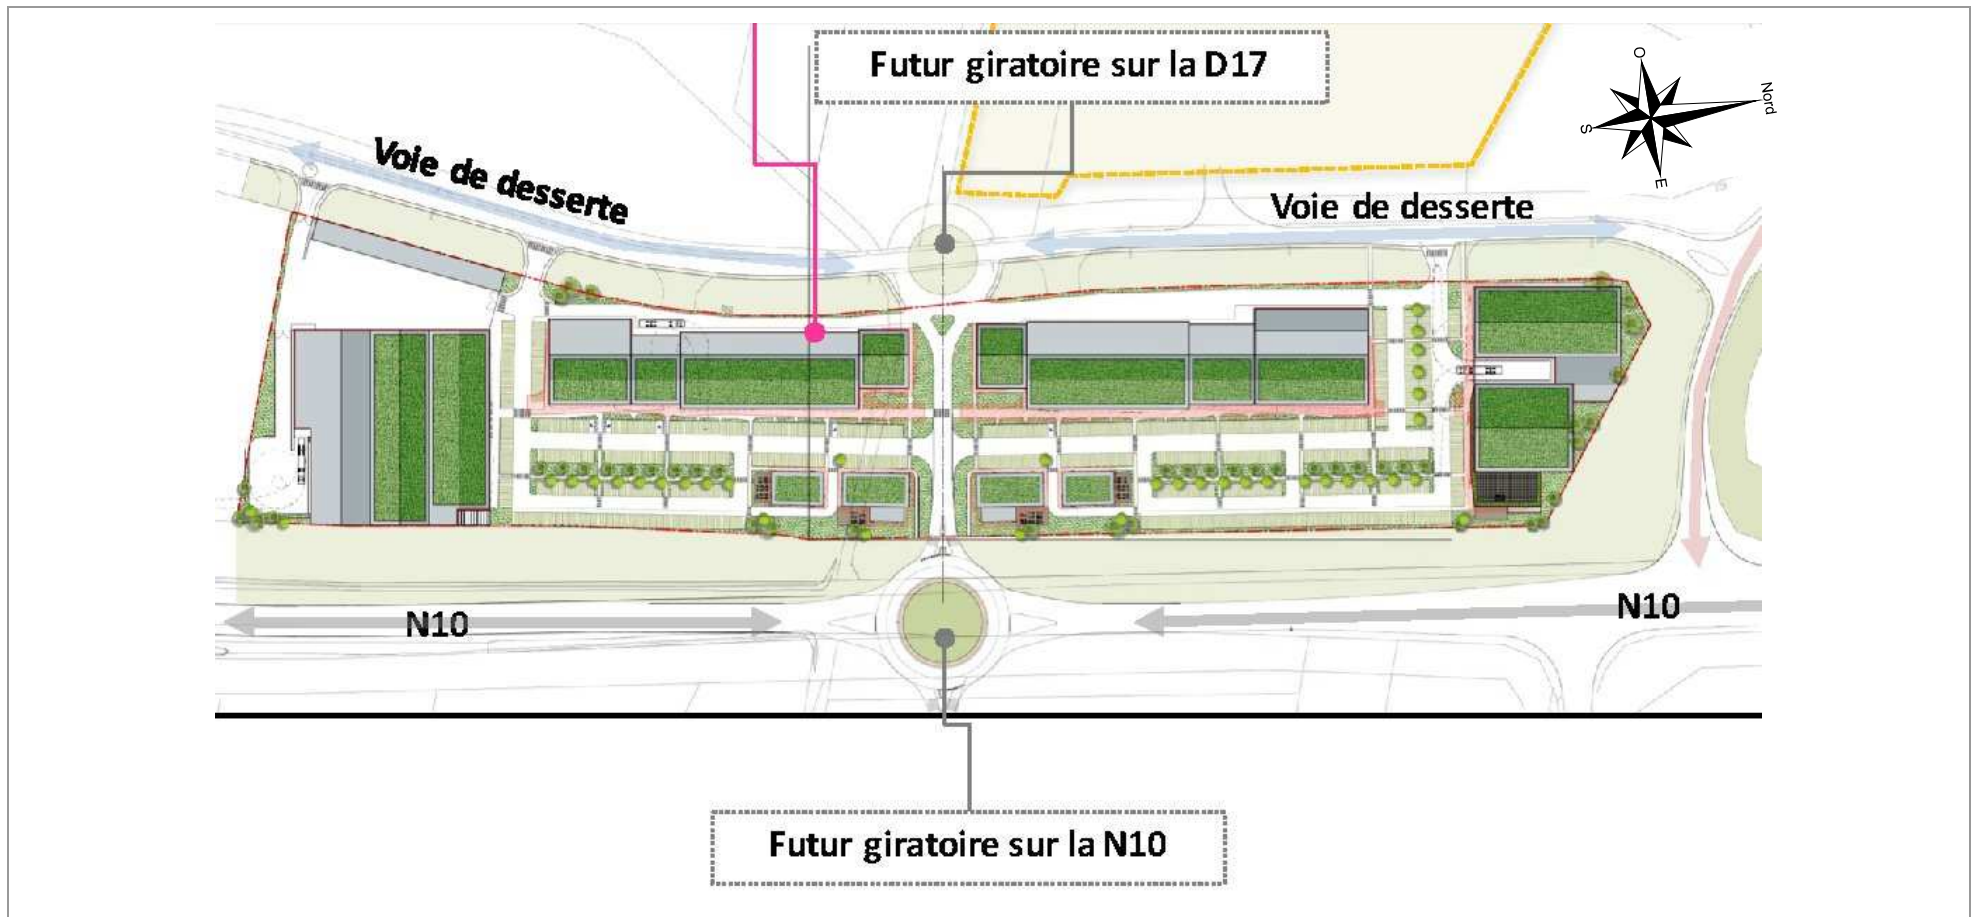 Futur giratoire sur la D17
O
Nord
S
E
Voie de desserte
Voie de desserte
N10
N10
Futur giratoire sur la N10